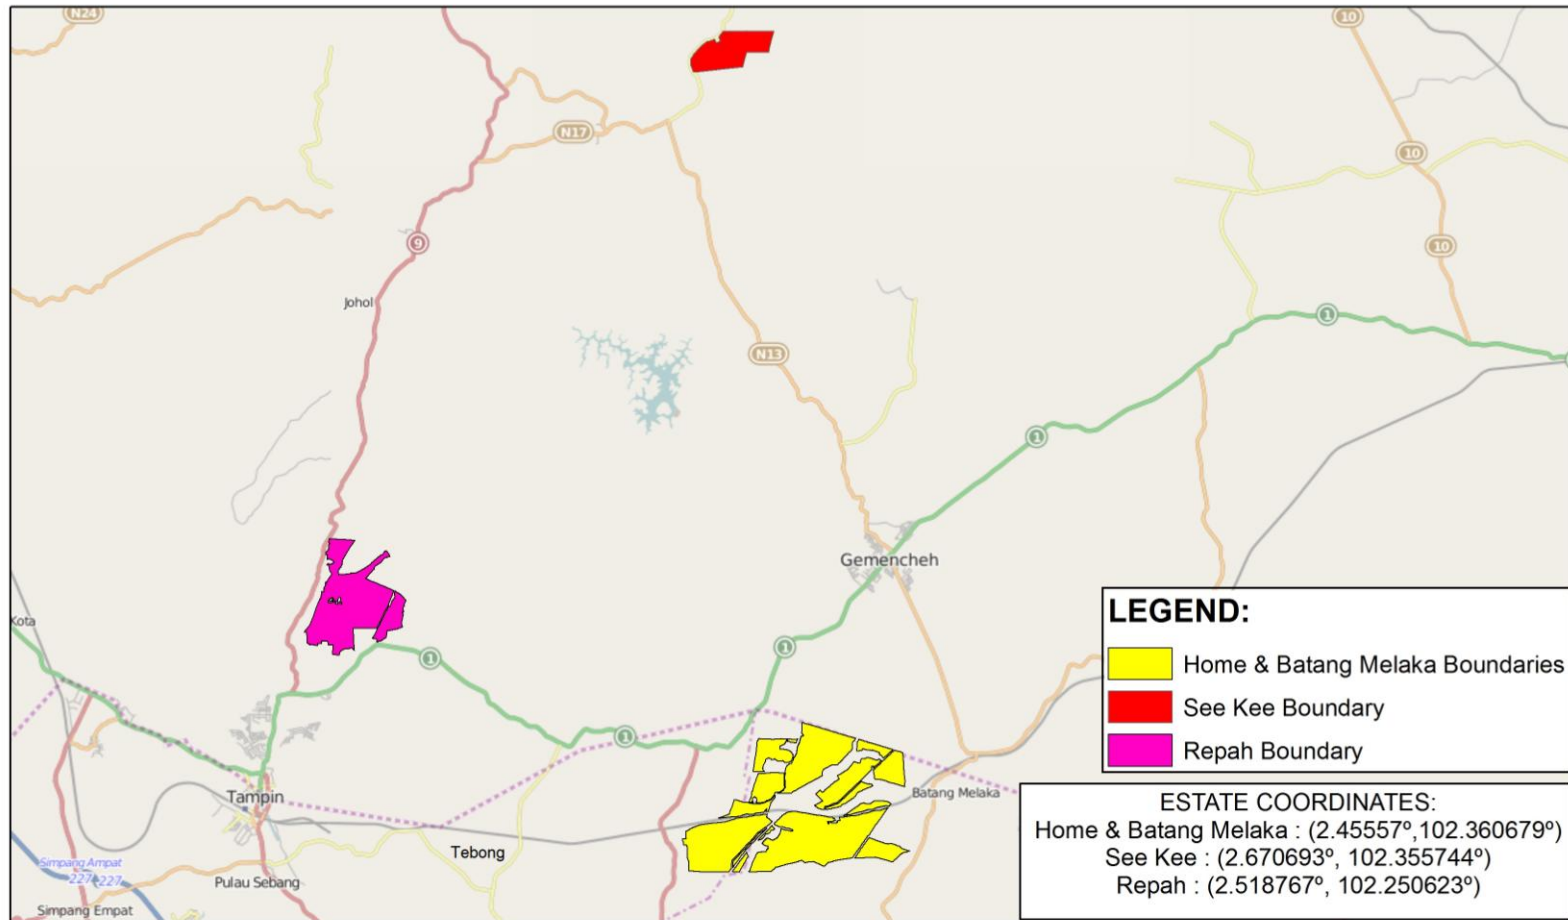 N24
10
N17
10
9
10
Johol
1
N13
1
Gemencheh
Kota
1
1
1
Tampin
Batang Melaka
Tebong
Simpang Ampat
227 227
Pulau Sebang
Simpang Empat
LEGEND:
Home & Batang Melaka Boundaries
See Kee Boundary
Repah Boundary
ESTATE COORDINATES:
Home & Batang Melaka : (2.45557º,102.360679º)
See Kee : (2.670693º, 102.355744º)
Repah : (2.518767º, 102.250623º)